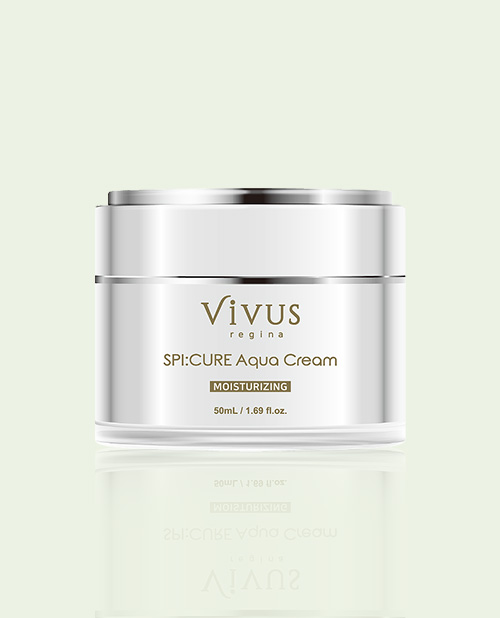 Vivus
regina
SPI:CURE Aqua Cream
MOISTURIZING
50mL / 1.69 fl.oz.